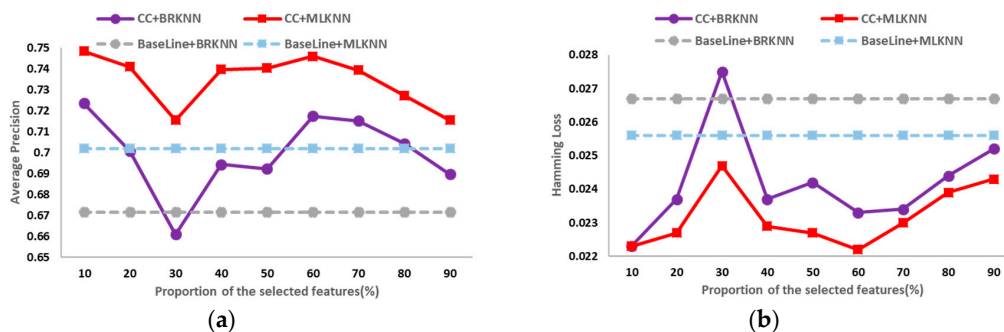 CC+BRKNN CC+MLKNN
BaseLine+BRKNN BaseLine+MLKNN
Average Precision
0.75
0.74
0.73
0.72
0.71
0.7
0.69
0.68
0.67
0.66
0.65
10 20 30 40 50 60 70 80 90
Proportion of the selected features(%)
(a)
CC+BRKNN CC+MLKNN
BaseLine+BRKNN BaseLine+MLKNN
Hamming Loss
0.028
0.027
0.026
0.025
0.024
0.023
0.022
10 20 30 40 50 60 70 80 90
Proportion of the selected features(%)
(b)